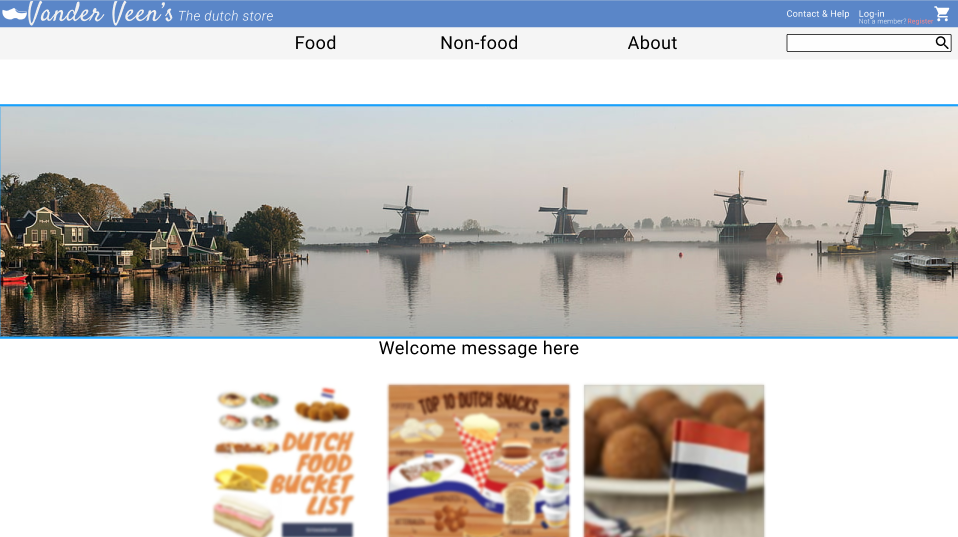 Vander Veen's The dutch store
Contact & Help
Log-in
Not a member? Register
Food
Non-food
About
Welcome message here
DUTCH
FOOD
BUCKET
LIST
TOP 10 DUTCH SNACKS